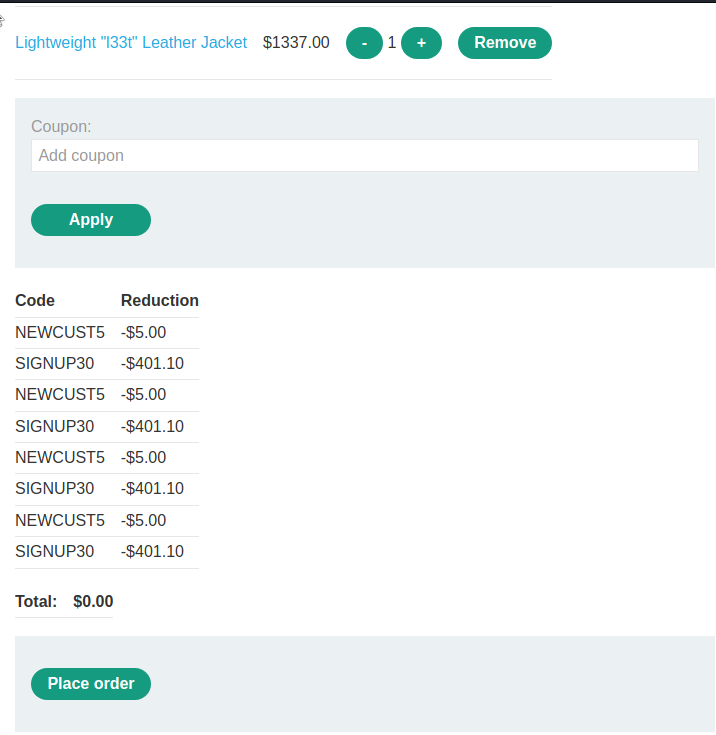 Lightweight "l33t" Leather Jacket $1337.00 - 1 + Remove
Coupon:
Add coupon
Apply
Code Reduction
NEWCUST5 -$5.00
SIGNUP30 -$401.10
NEWCUST5 -$5.00
SIGNUP30 -$401.10
NEWCUST5 -$5.00
SIGNUP30 -$401.10
NEWCUST5 -$5.00
SIGNUP30 -$401.10
Total: $0.00
Place order